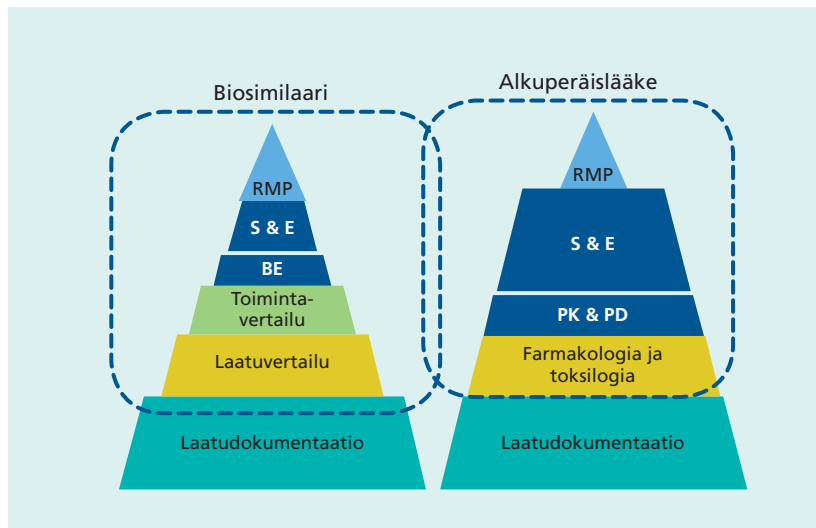 Biosimilaari
RMP
S & E
BE
Toiminta-
vertailu
Laatuvertailu
Laatudokumentaatio
Alkuperäislääke
RMP
S & E
PK & PD
Farmakologia ja
toksilogia
Laatudokumentaatio